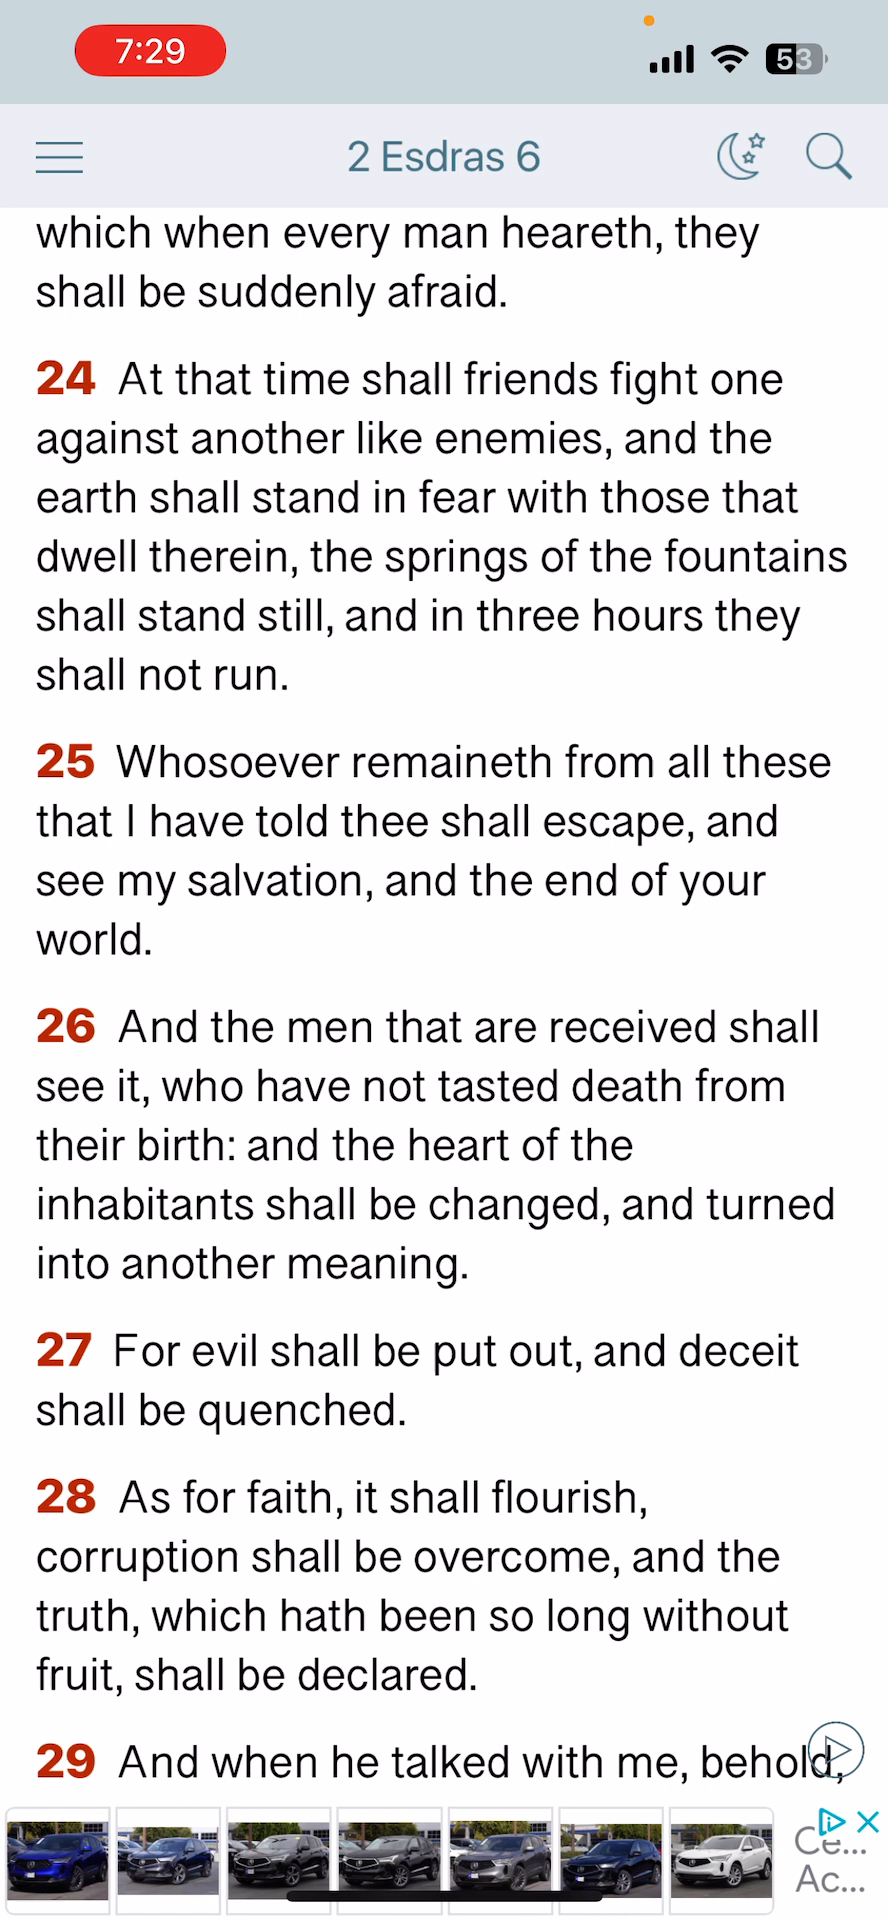 7:29
53
2 Esdras 6
which when every man heareth, they
shall be suddenly afraid.
24 At that time shall friends fight one
against another like enemies, and the
earth shall stand in fear with those that
dwell therein, the springs of the fountains
shall stand still, and in three hours they
shall not run.
25 Whosoever remaineth from all these
that I have told thee shall escape, and
see my salvation, and the end of your
world.
26 And the men that are received shall
see it, who have not tasted death from
their birth: and the heart of the
inhabitants shall be changed, and turned
into another meaning.
27 For evil shall be put out, and deceit
shall be quenched.
28 As for faith, it shall flourish,
corruption shall be overcome, and the
truth, which hath been so long without
fruit, shall be declared.
29 And when he talked with me, behold,
Ce...
Ac...